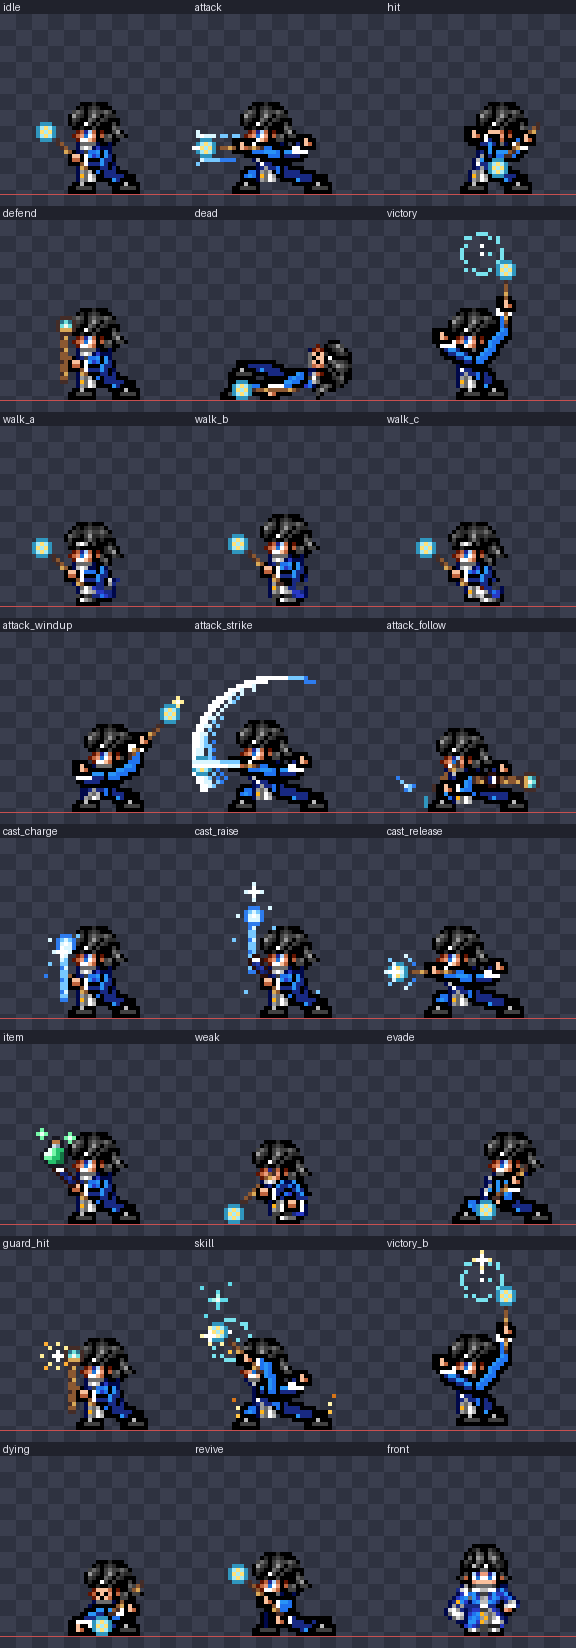 idle attack hit
defend dead victory
walk_a walk_b walk_c
attack_windup attack_strike attack_follow
cast_charge cast_raise cast_release
item weak evade
guard_hit skill victory_b
dying revive front